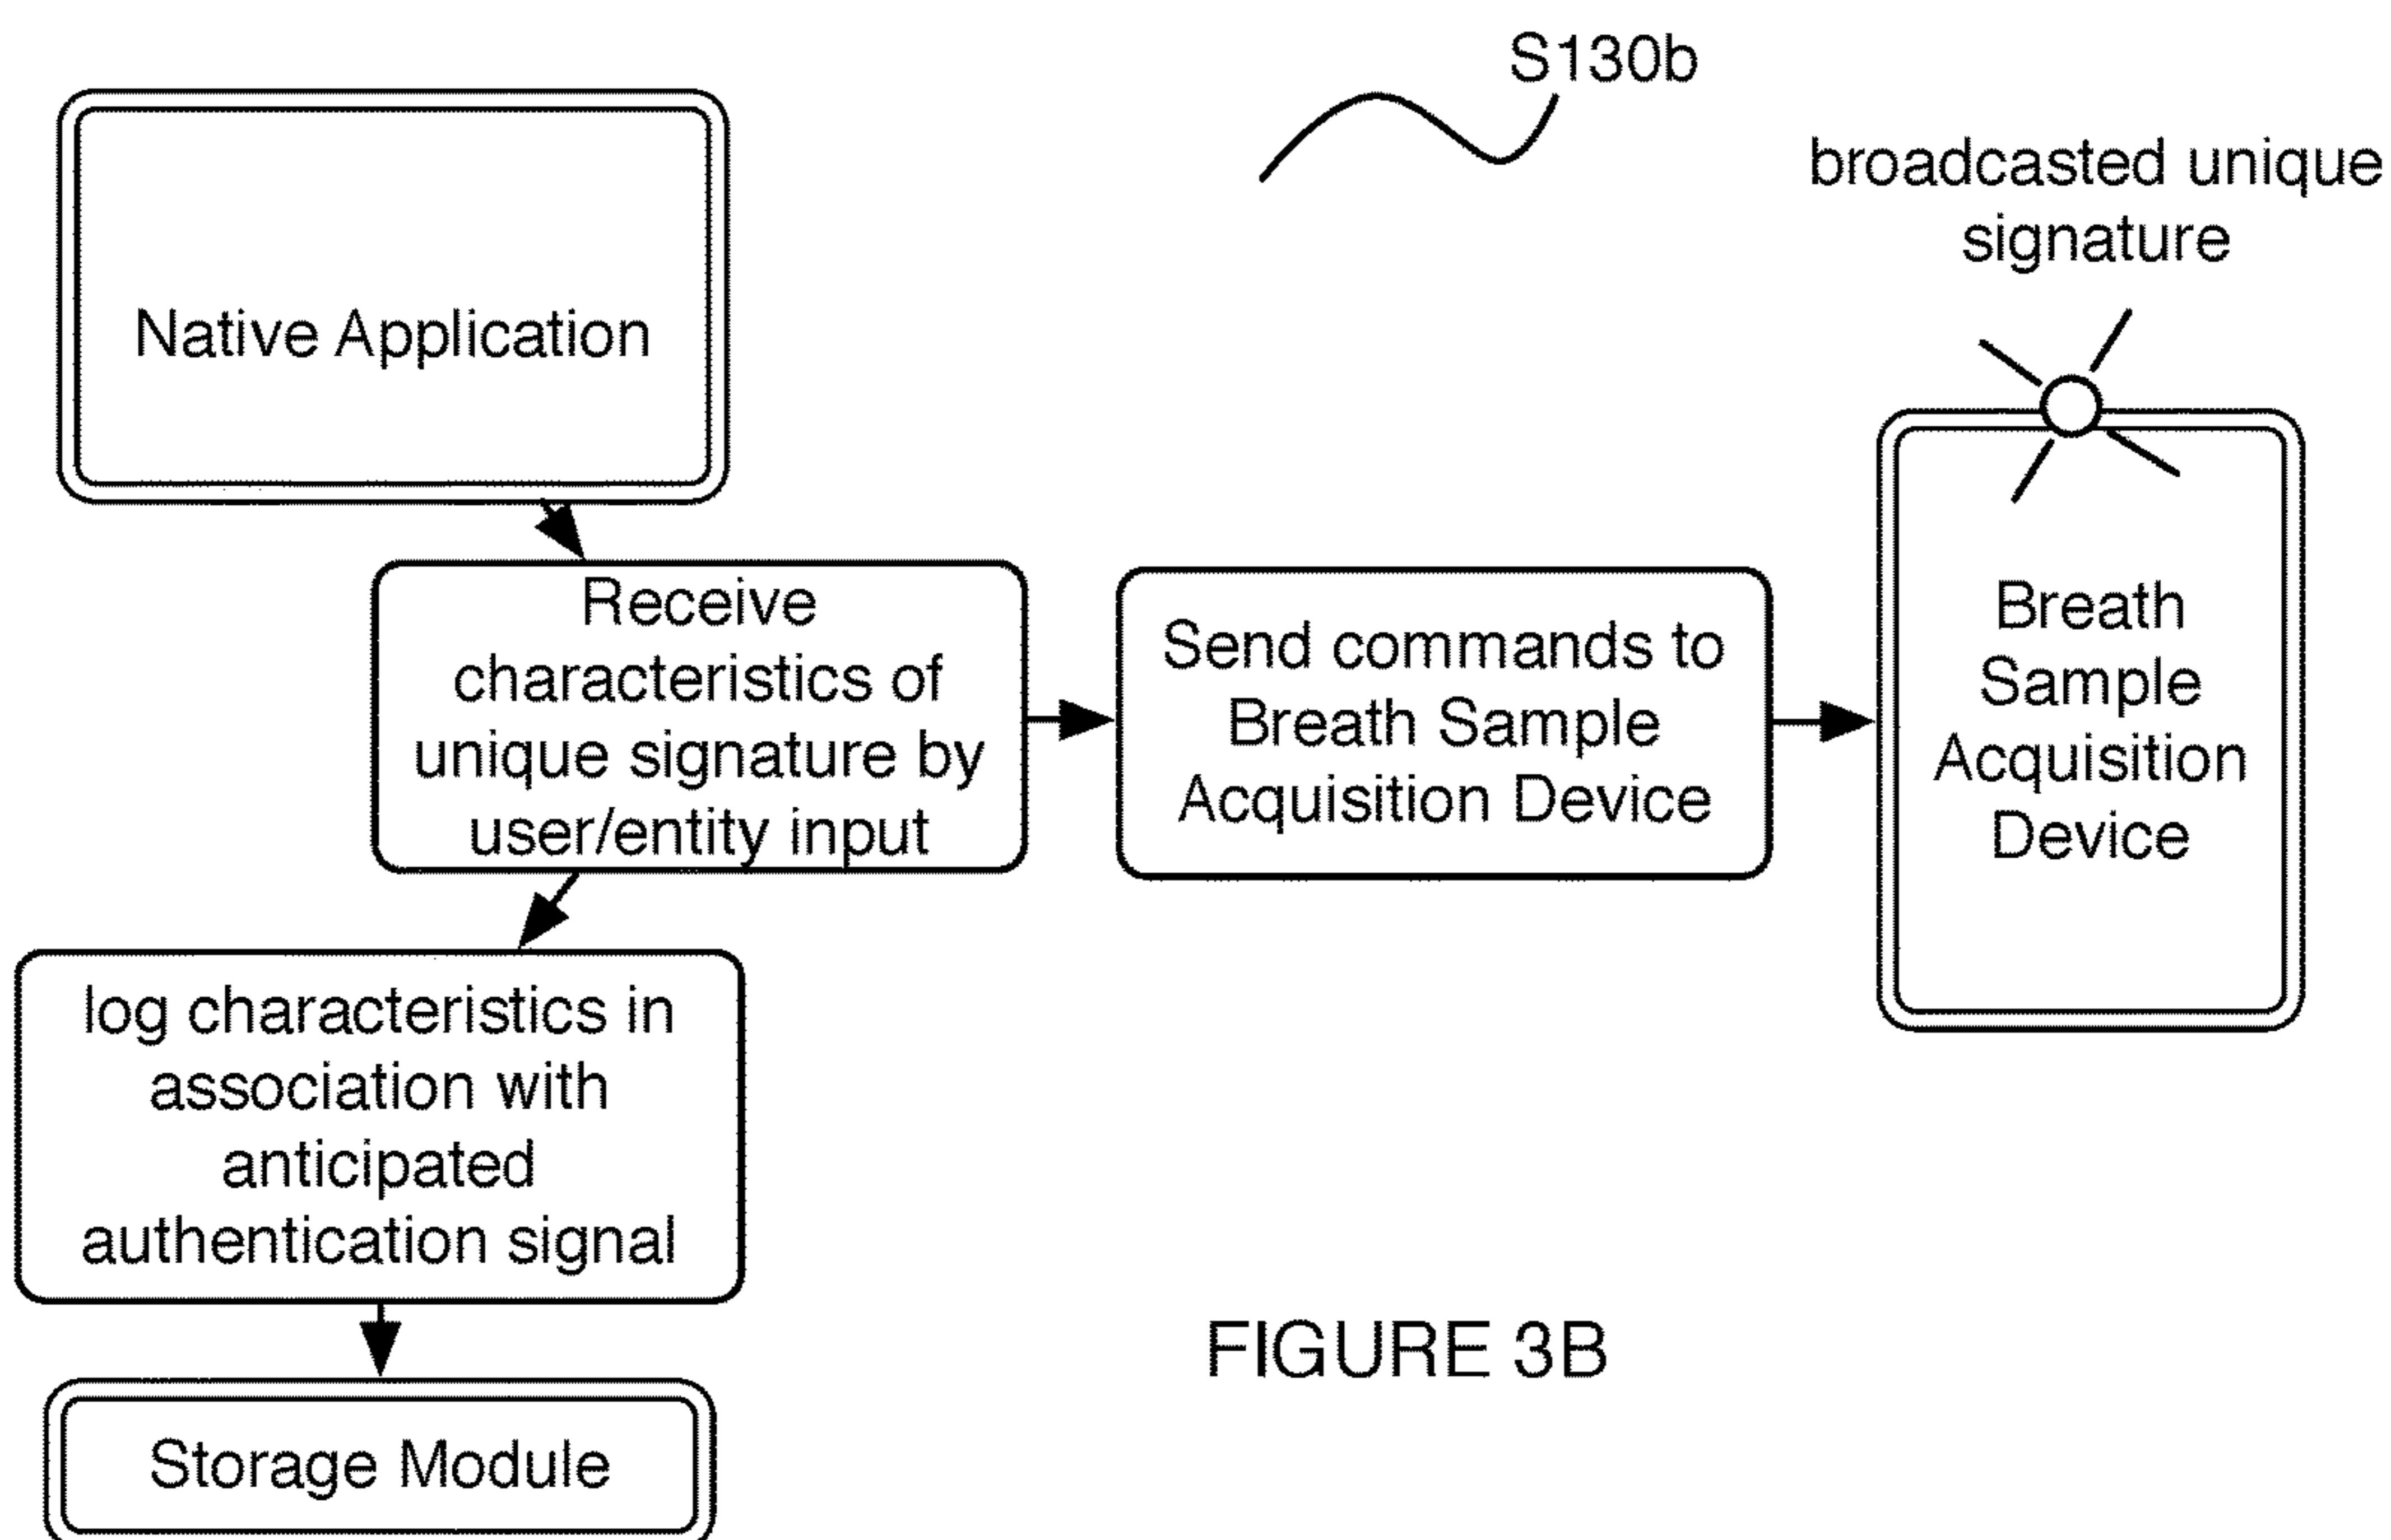 S130b
broadcasted unique
signature
Native Application
Receive
characteristics of
unique signature by
user/entity input
Send commands to
Breath Sample
Acquisition Device
Breath
Sample
Acquisition
Device
log characteristics in
association with
anticipated
authentication signal
Storage Module
FIGURE 3B